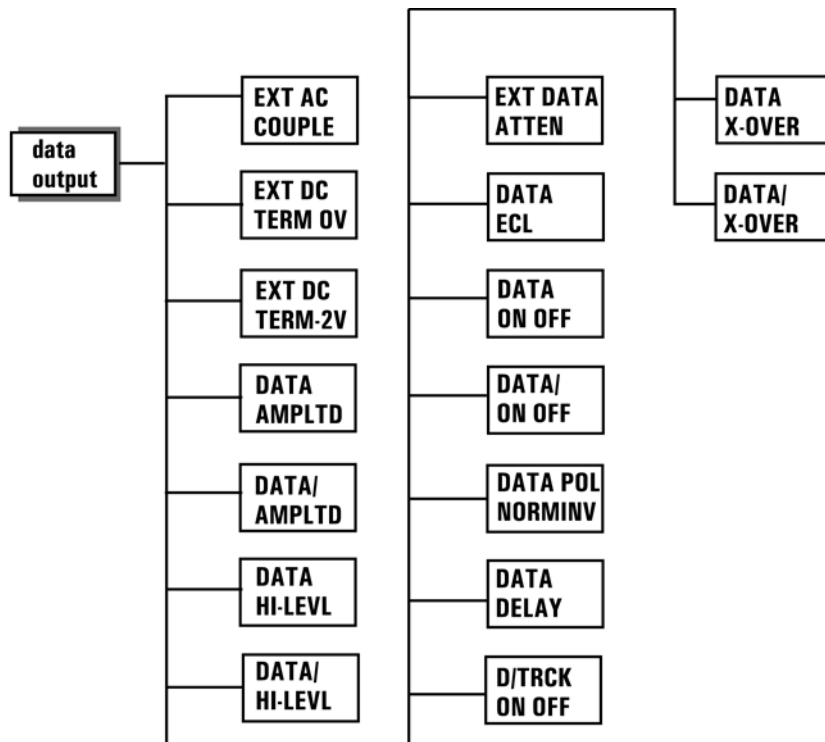 data
output
EXT AC
COUPLE
EXT DC
TERM 0V
EXT DC
TERM-2V
DATA
AMPLTD
DATA/
AMPLTD
DATA
HI-LEVL
DATA/
HI-LEVL
EXT DATA
ATTEN
DATA
ECL
DATA
ON OFF
DATA/
ON OFF
DATA POL
NORMINV
DATA
DELAY
D/TRCK
ON OFF
DATA
X-OVER
DATA/
X-OVER